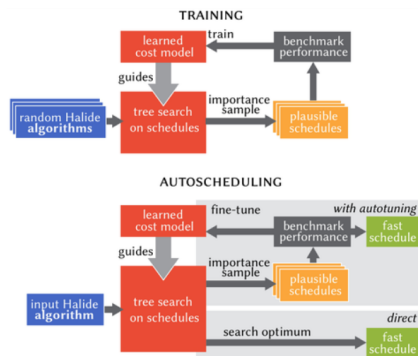 TRAINING
learned
cost model
train
benchmark
performance
guides
random Halide
algorithms
tree search
on schedules
importance
sample
plausible
schedules
AUTOSCHEDULING
learned
cost model
fine-tune
with autotuning
benchmark
performance
fast
schedule
guides
importance
sample
plausible
schedules
input Halide
algorithm
tree search
on schedules
direct
search optimum
fast
schedule